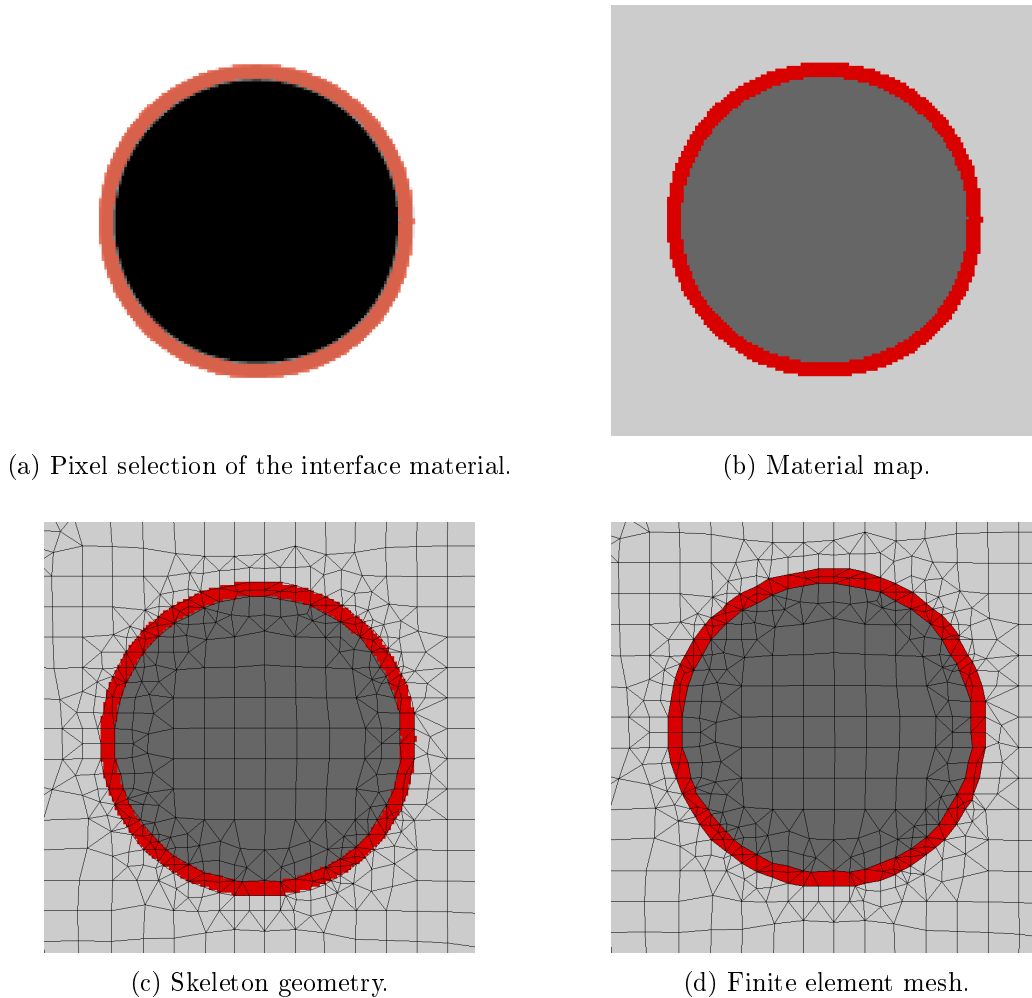 (a) Pixel selection of the interface material.
(b) Material map.
(c) Skeleton geometry.
(d) Finite element mesh.